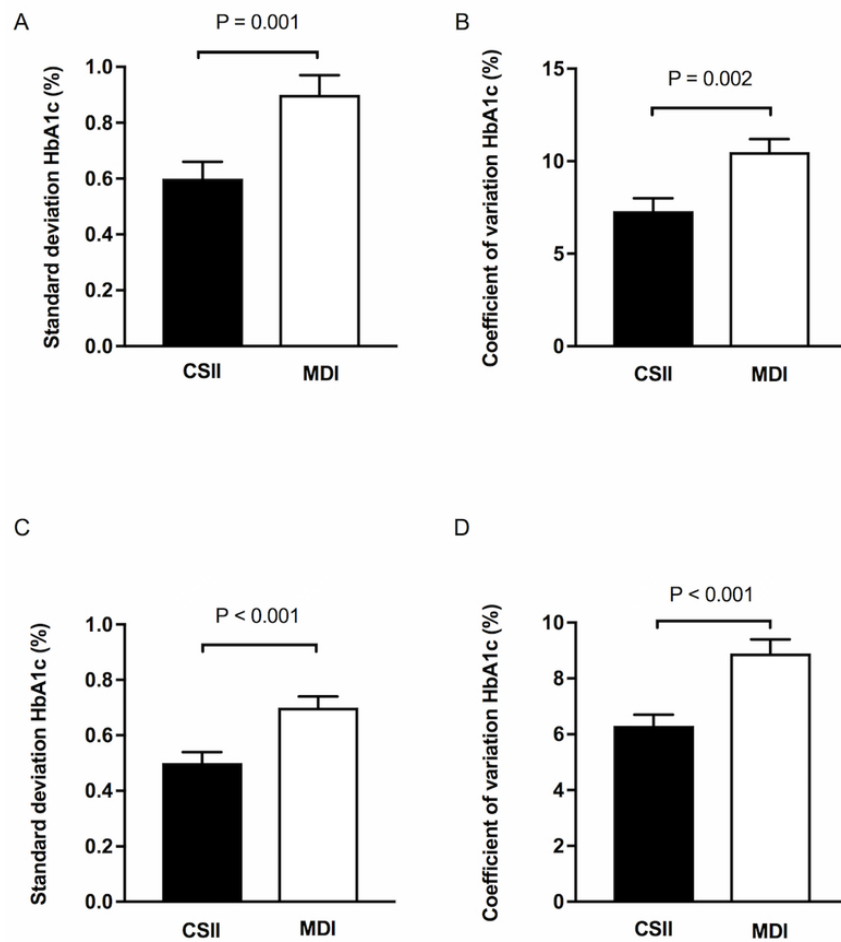 A
P = 0.001
Standard deviation HbA1c (%)
1.0
0.8
0.6
0.4
0.2
0.0
CSII
MDI
B
P = 0.002
Coefficient of variation HbA1c (%)
15
10
5
0
CSII
MDI
C
P < 0.001
Standard deviation HbA1c (%)
1.0
0.8
0.6
0.4
0.2
0.0
CSII
MDI
D
P < 0.001
Coefficient of variation HbA1c (%)
10
8
6
4
2
0
CSII
MDI